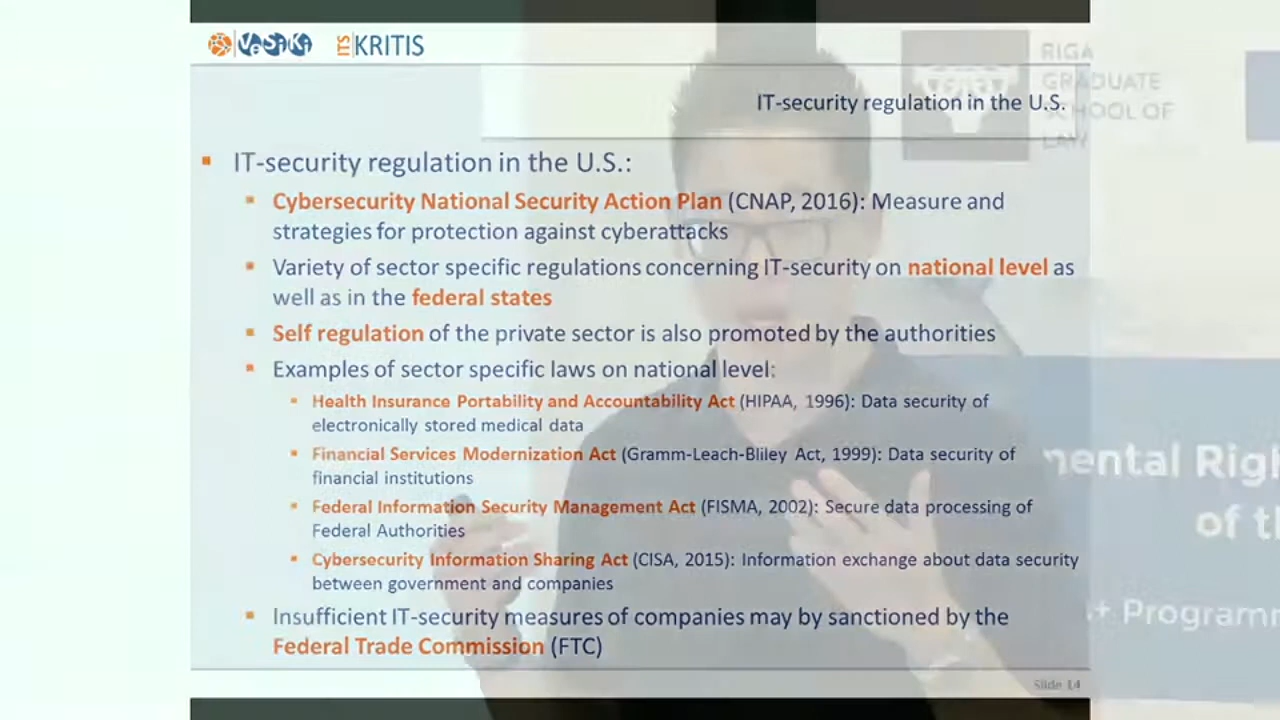 VeSiKi ITS|KRITIS
RIGA
GRADUATE
SCHOOL OF
LAW
IT-security regulation in the U.S.
IT-security regulation in the U.S.:
Cybersecurity National Security Action Plan (CNAP, 2016): Measure and
strategies for protection against cyberattacks
Variety of sector specific regulations concerning IT-security on national level as
well as in the federal states
Self regulation of the private sector is also promoted by the authorities
Examples of sector specific laws on national level:
Health Insurance Portability and Accountability Act (HIPAA, 1996): Data security of
electronically stored medical data
Financial Services Modernization Act (Gramm-Leach-Bliley Act, 1999): Data security of
financial institutions
Federal Information Security Management Act (FISMA, 2002): Secure data processing of
Federal Authorities
Cybersecurity Information Sharing Act (CISA, 2015): Information exchange about data security
between government and companies
Insufficient IT-security measures of companies may by sanctioned by the
Federal Trade Commission (FTC)
Slide 14
mental Righ
of th
+ Programm